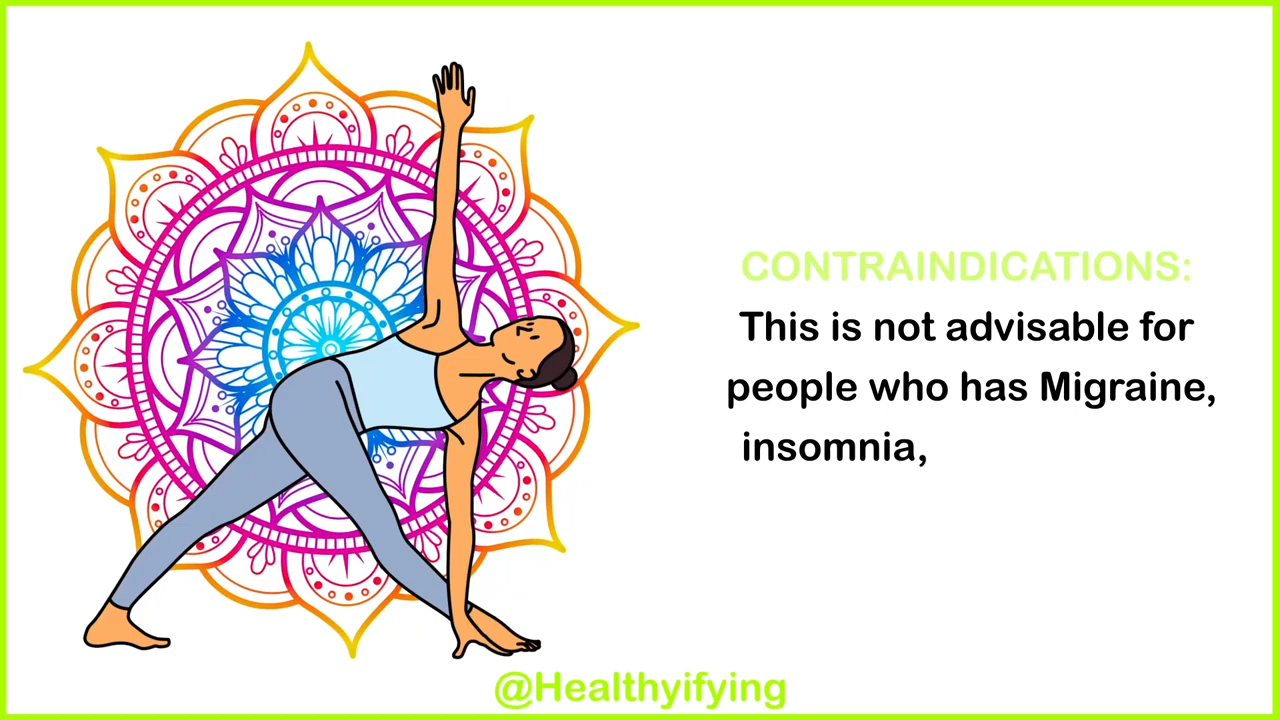 CONTRAINDICATIONS:
This is not advisable for
people who has Migraine,
insomnia,
@Healthyifying